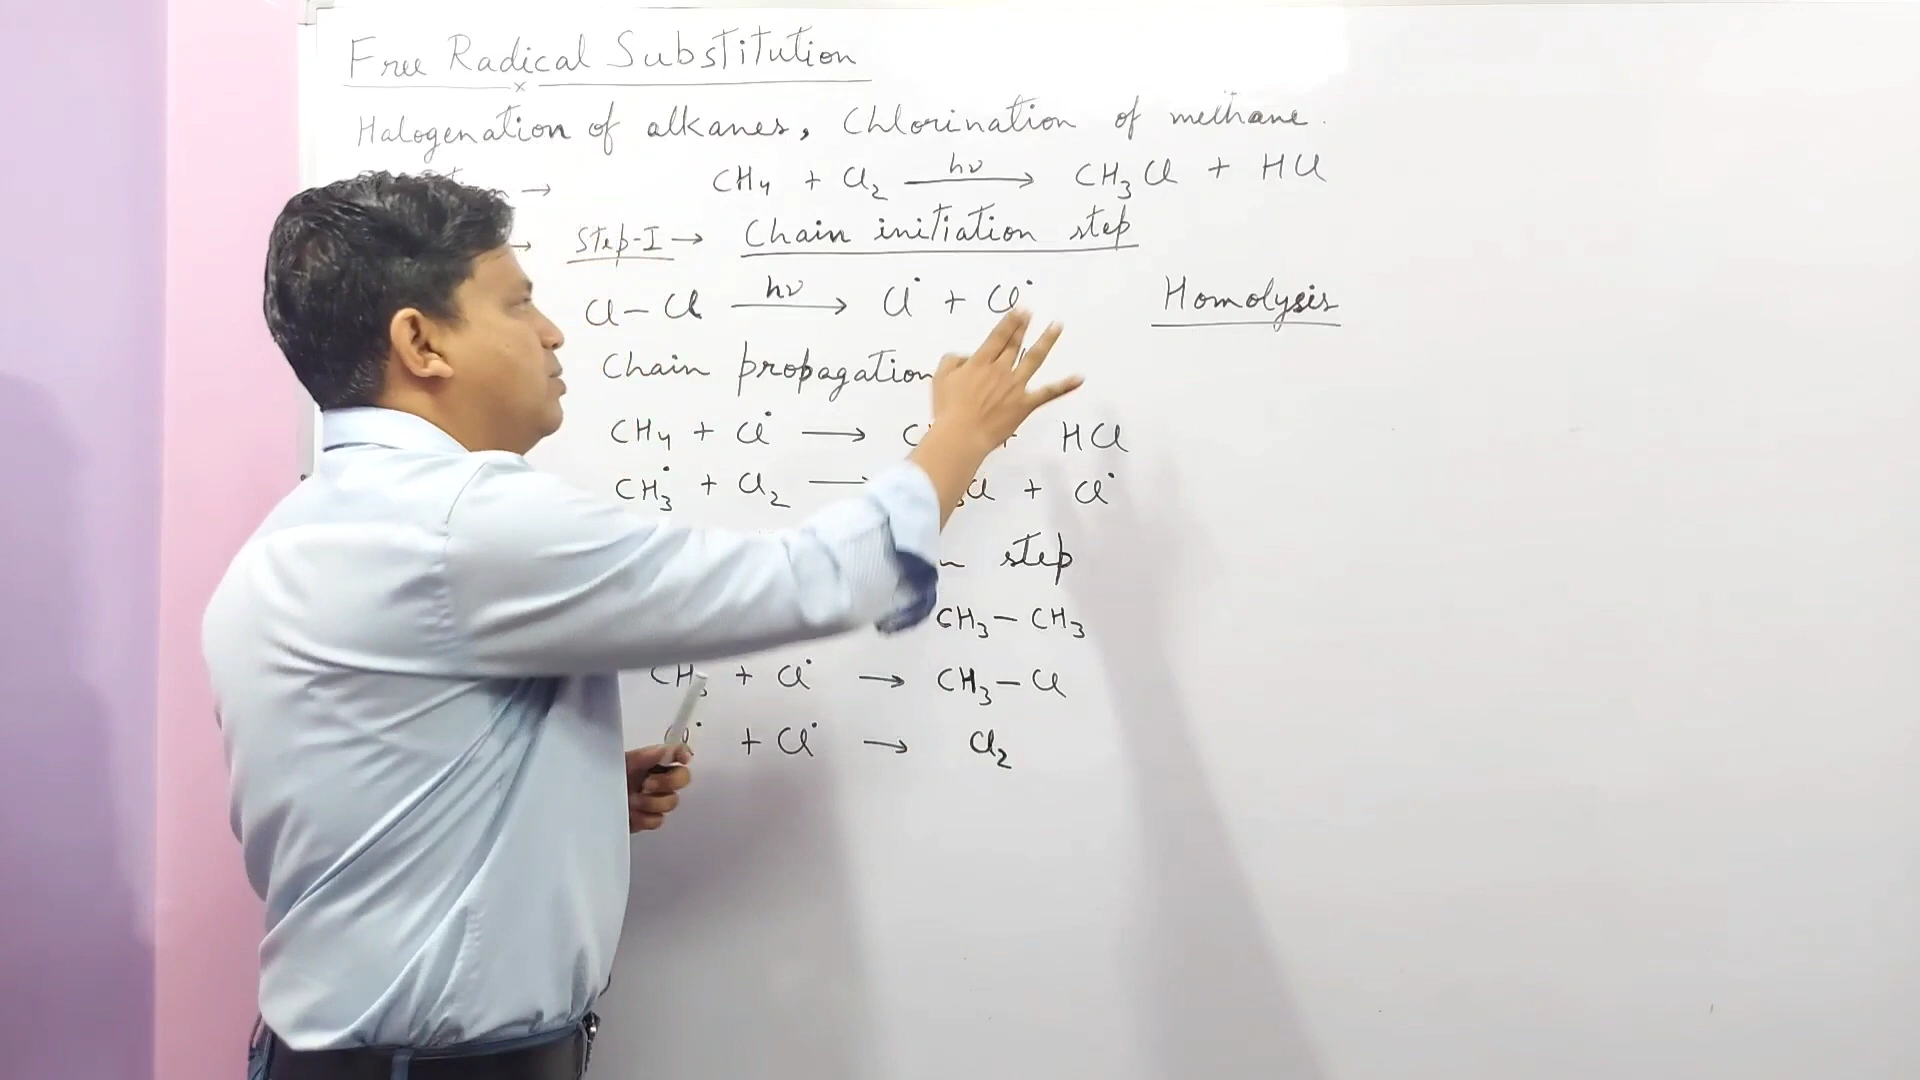 Free Radical Substitution
x
Halogenation of alkanes, Chlorination of methane.
→ CH4 + Cl2 hν→ CH3Cl + HCl
→ Step-I → Chain initiation step
Cl–Cl hν→ Cl• + Cl• Homolysis
Chain propagation
CH4 + Cl• → + HCl
CH3• + Cl2 → + Cl•
step
CH3–CH3
CH3 + Cl• → CH3–Cl
+ Cl• → Cl2